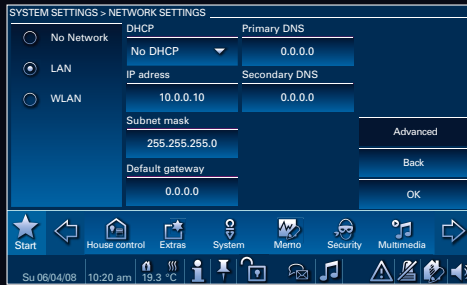 SYSTEM SETTINGS > NETWORK SETTINGS
No Network
LAN
WLAN
DHCP
No DHCP
IP adress
10.0.0.10
Subnet mask
255.255.255.0
Default gateway
0.0.0.0
Primary DNS
0.0.0.0
Secondary DNS
0.0.0.0
Advanced
Back
OK
Start House control Extras System Memo Security Multimedia
Su 06/04/08 10:20 am 19.3 °C